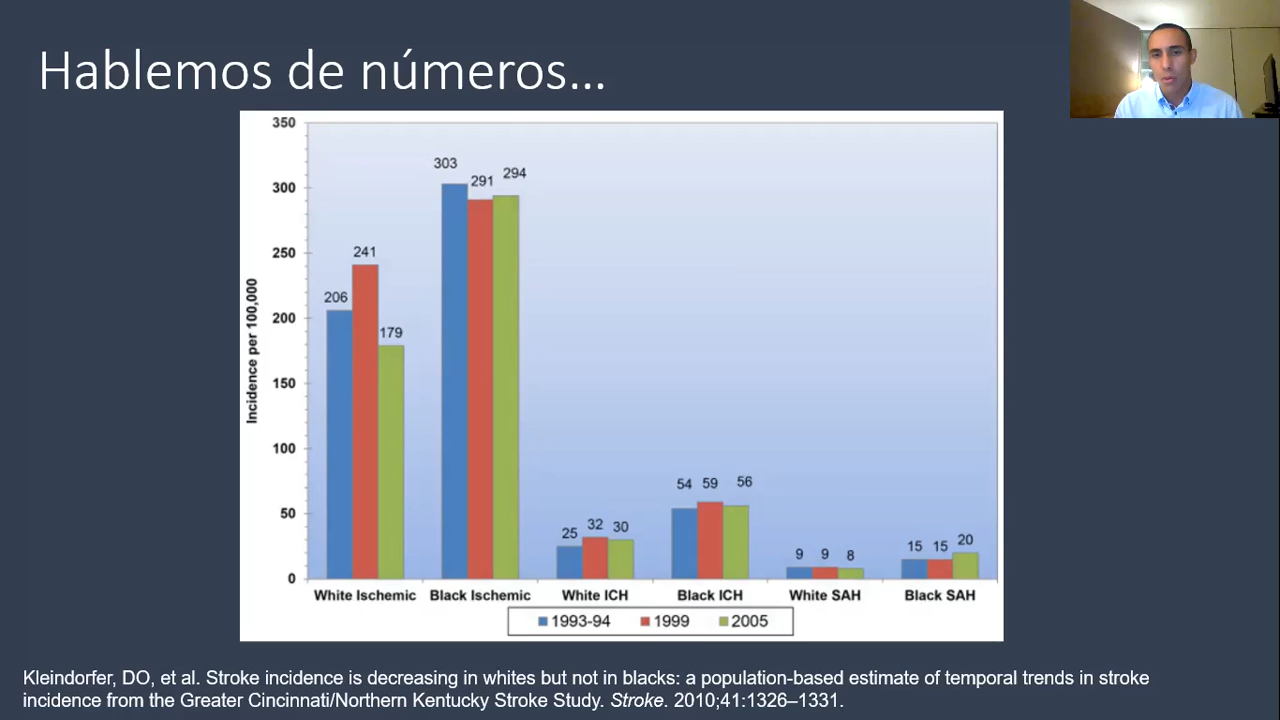 Hablemos de números...
350
300
250
200
150
100
50
0
Incidence per 100,000
206
241
179
303
291
294
25
32
30
54
59
56
9
9
8
15
15
20
White Ischemic
Black Ischemic
White ICH
Black ICH
White SAH
Black SAH
1993-94
1999
2005
Kleindorfer, DO, et al. Stroke incidence is decreasing in whites but not in blacks: a population-based estimate of temporal trends in stroke
incidence from the Greater Cincinnati/Northern Kentucky Stroke Study. Stroke. 2010;41:1326–1331.